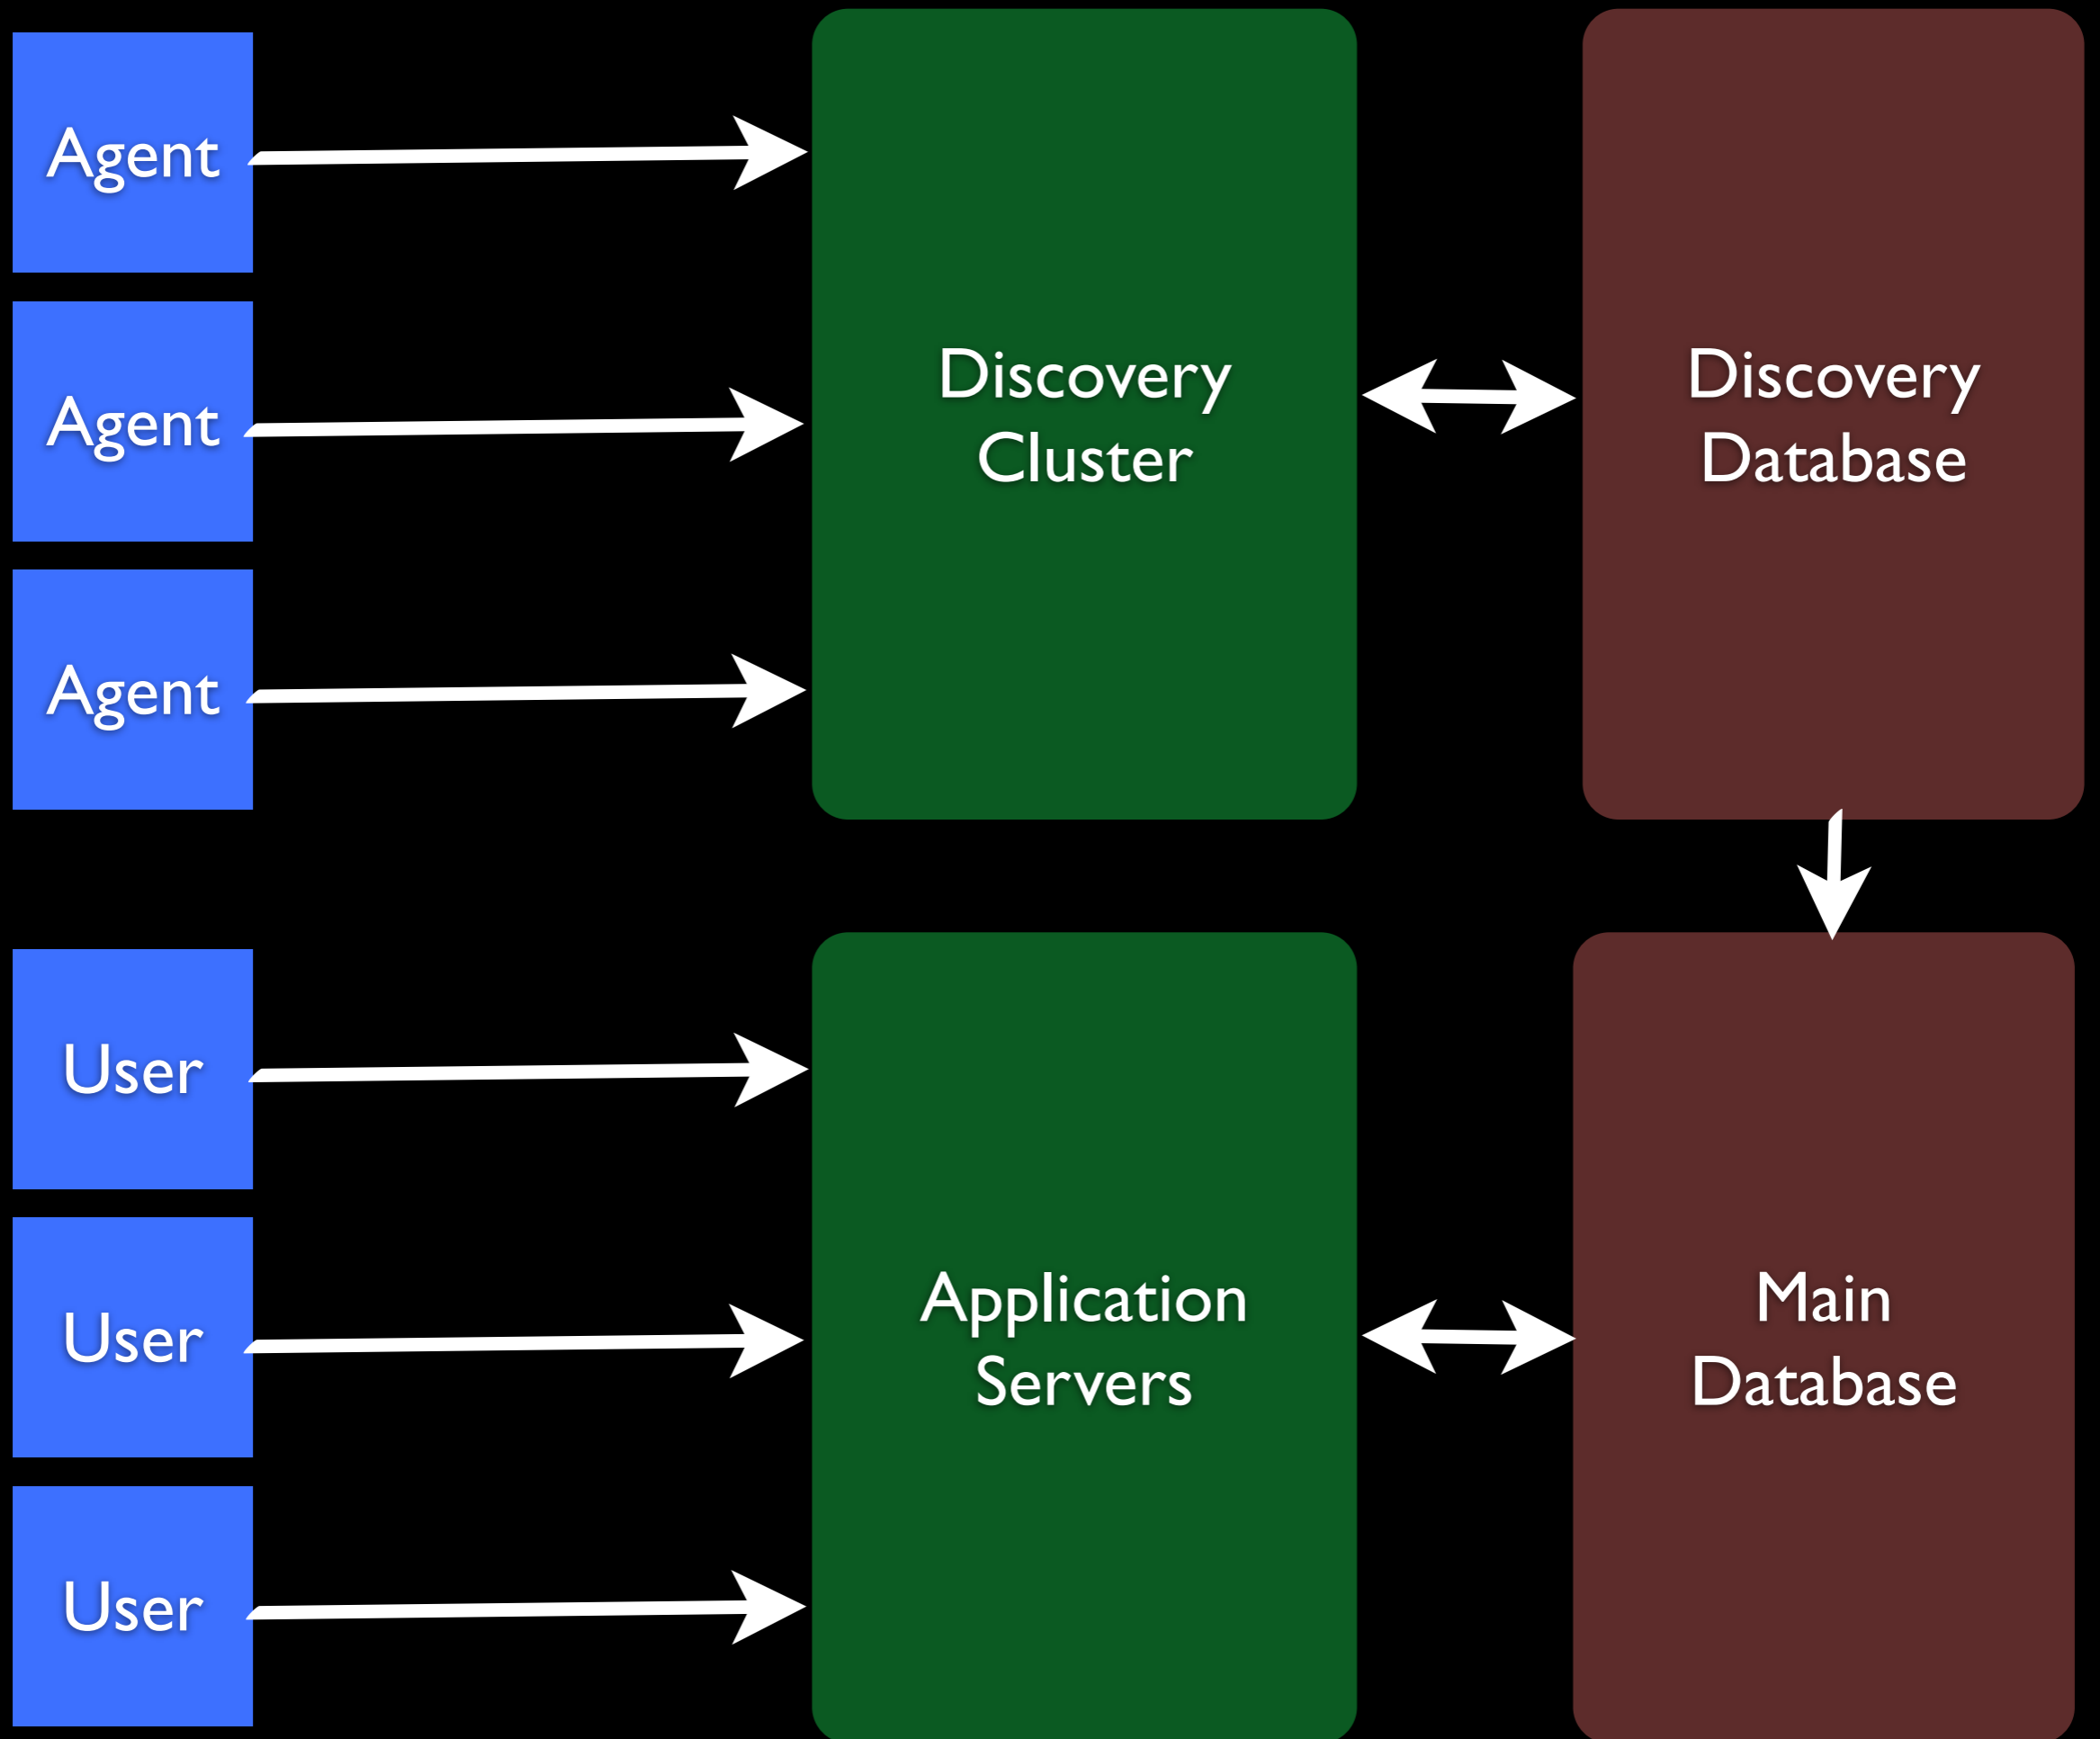 Agent
Agent
Agent
Discovery
Cluster
Discovery
Database
User
User
User
Application
Servers
Main
Database